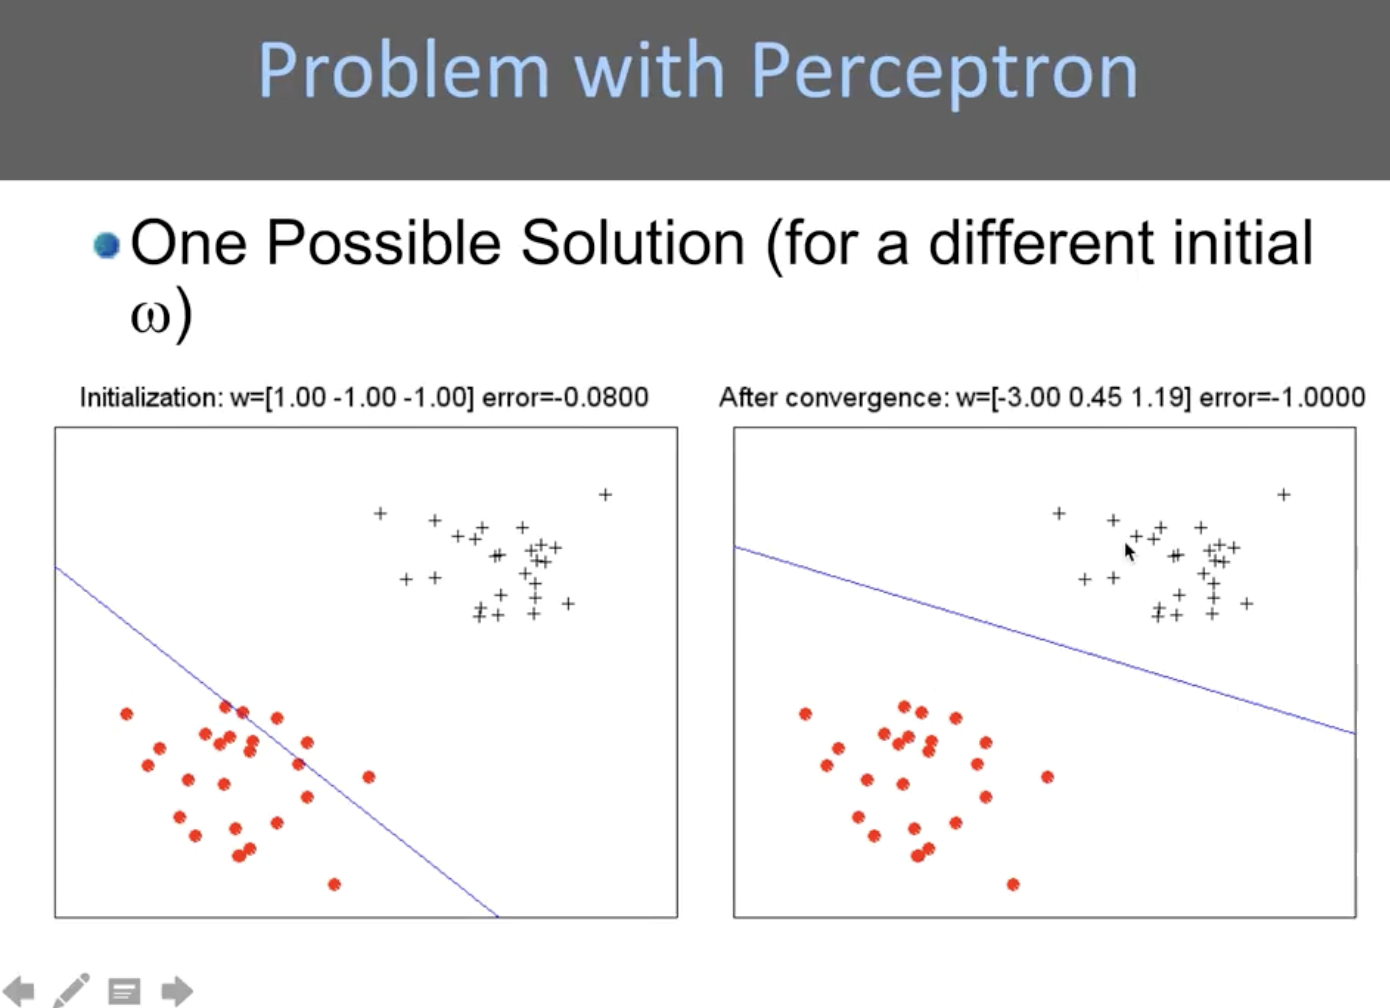 Problem with Perceptron
One Possible Solution (for a different initial
ω)
Initialization: w=[1.00 -1.00 -1.00] error=-0.0800
After convergence: w=[-3.00 0.45 1.19] error=-1.0000